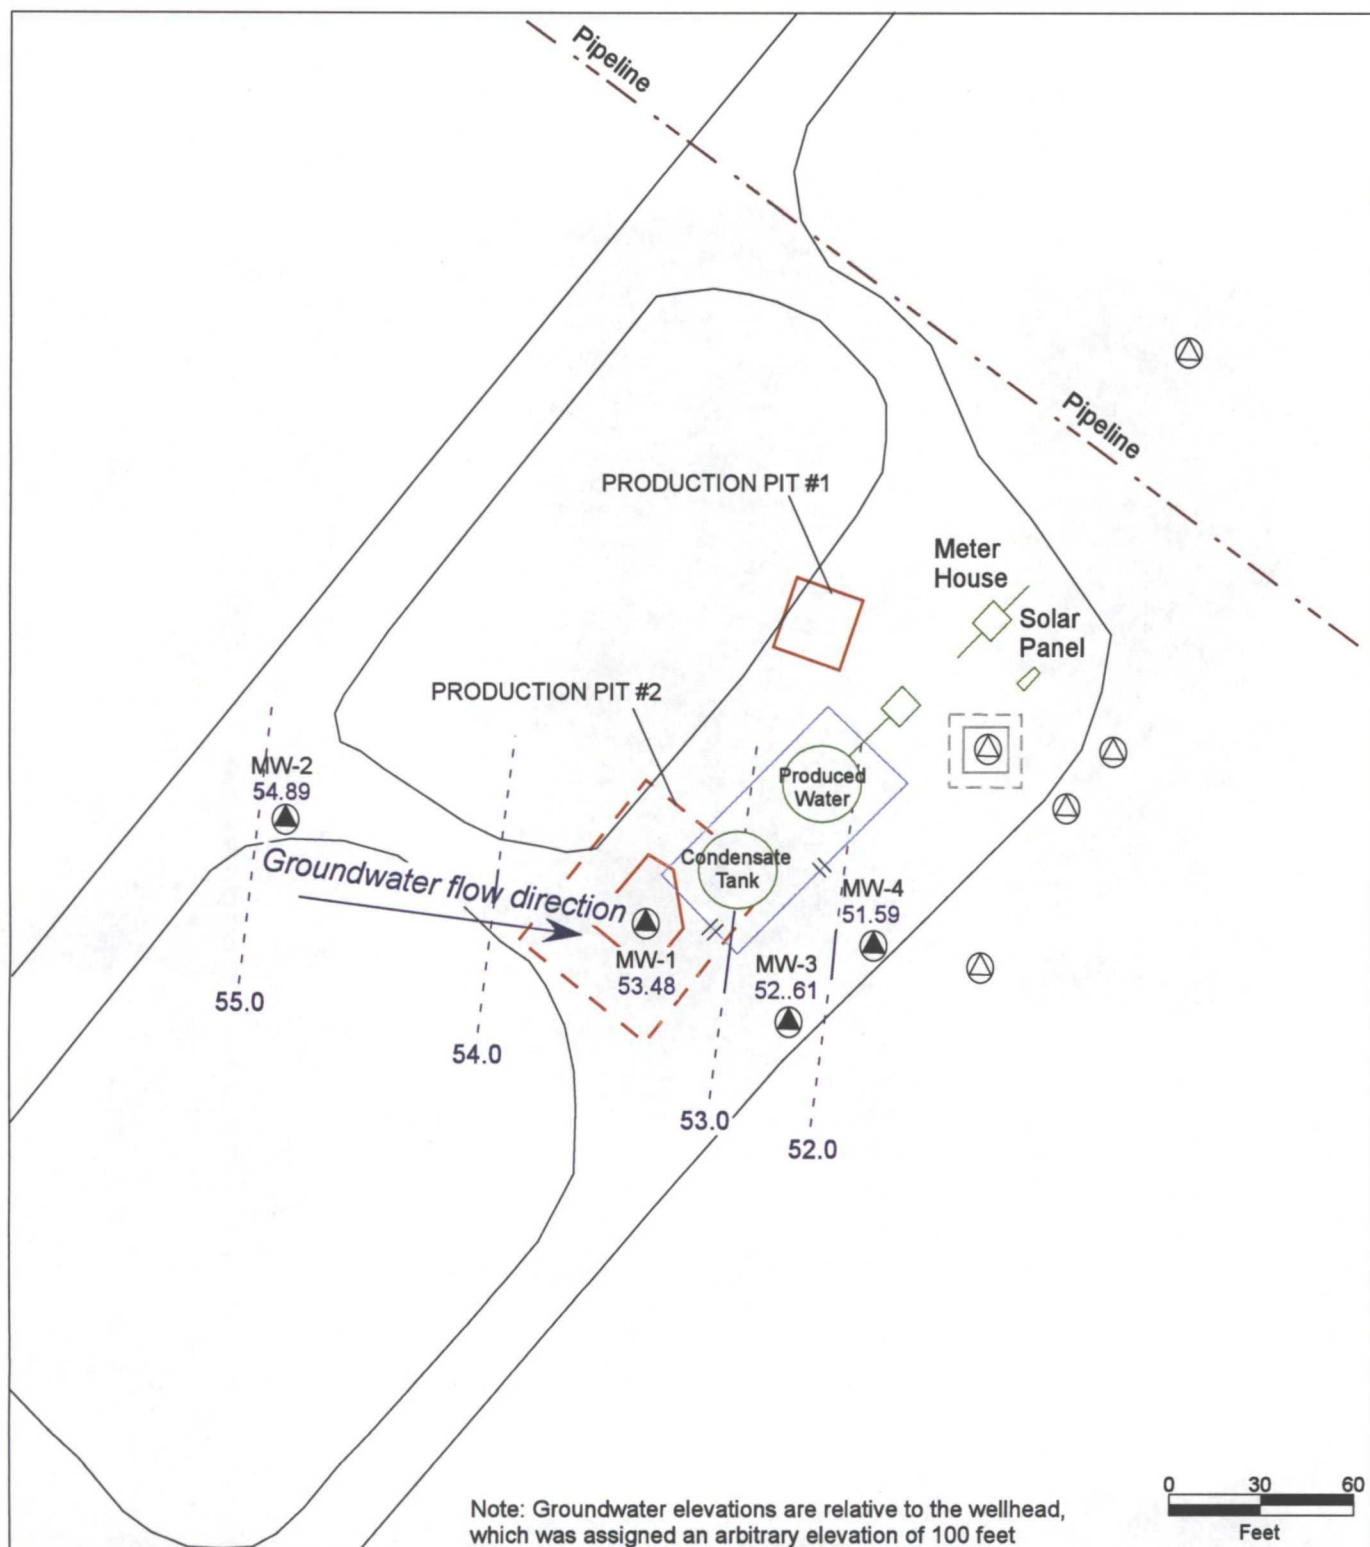 Pipeline
Pipeline
PRODUCTION PIT #1
Meter
House
Solar
Panel
PRODUCTION PIT #2
MW-2
54.89
Produced
Water
Condensate
Tank
Groundwater flow direction
MW-4
51.59
MW-1
53.48
MW-3
52..61
55.0
54.0
53.0
52.0
Note: Groundwater elevations are relative to the wellhead,
which was assigned an arbitrary elevation of 100 feet
0 30 60
Feet